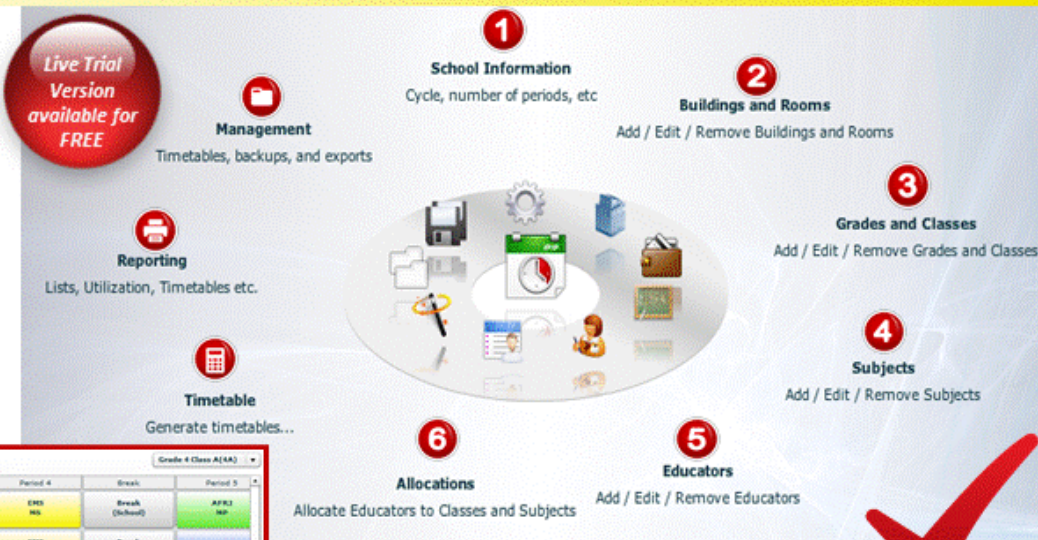 Live Trial
Version
available for
FREE
1
School Information
Cycle, number of periods, etc
2
Buildings and Rooms
Add / Edit / Remove Buildings and Rooms
3
Grades and Classes
Add / Edit / Remove Grades and Classes
4
Subjects
Add / Edit / Remove Subjects
5
Educators
Add / Edit / Remove Educators
6
Allocations
Allocate Educators to Classes and Subjects
Timetable
Generate timetables...
Reporting
Lists, Utilization, Timetables etc.
Management
Timetables, backups, and exports
Grade 4 Class A(4A)
Period 4 Break Period 5
EMS Break AFR2
NS (School) NP